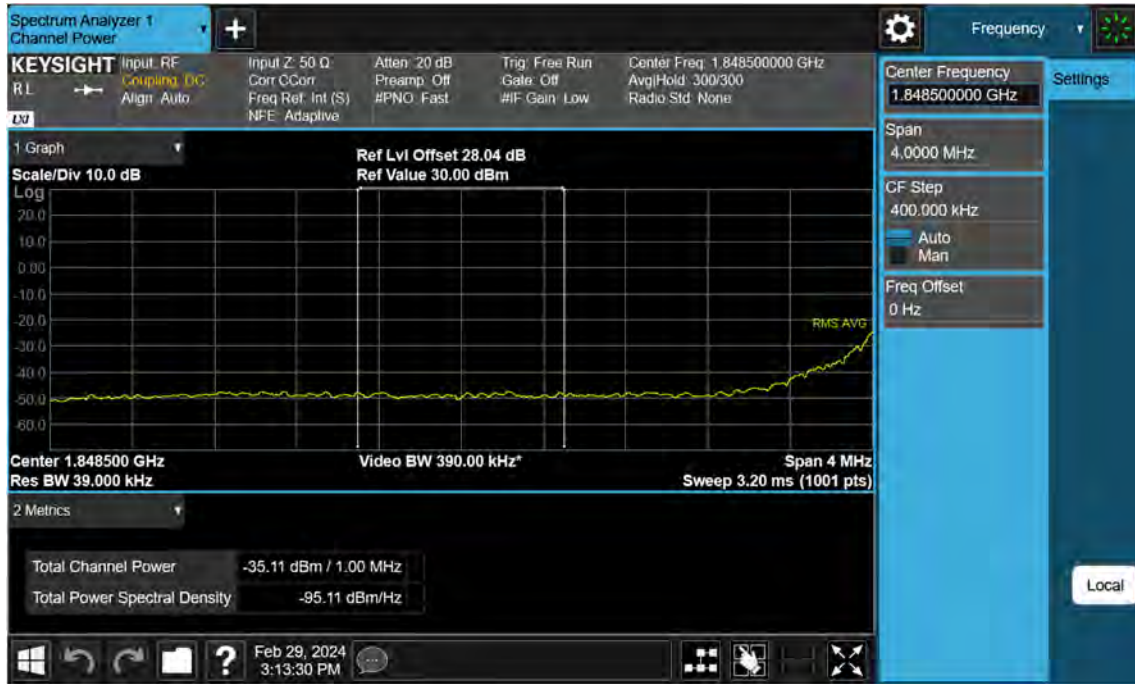 Spectrum Analyzer 1
Channel Power
Frequency
KEYSIGHT
RL
LXI
Input: RF
Coupling: DC
Align: Auto
Input Z: 50 Ω
Corr CCorr
Freq Ref: Int (S)
NFE: Adaptive
Atten: 20 dB
Preamp: Off
#PNO: Fast
Trig: Free Run
Gate: Off
#IF Gain: Low
Center Freq: 1.848500000 GHz
Avg|Hold: 300/300
Radio Std: None
1 Graph
Scale/Div 10.0 dB
Ref Lvl Offset 28.04 dB
Ref Value 30.00 dBm
Log
20.0
10.0
0.00
-10.0
-20.0
-30.0
-40.0
-50.0
-60.0
RMS AVG
Center 1.848500 GHz
Res BW 39.000 kHz
Video BW 390.00 kHz*
Span 4 MHz
Sweep 3.20 ms (1001 pts)
2 Metrics
Total Channel Power -35.11 dBm / 1.00 MHz
Total Power Spectral Density -95.11 dBm/Hz
?
Feb 29, 2024
3:13:30 PM
Center Frequency
1.848500000 GHz
Span
4.0000 MHz
CF Step
400.000 kHz
Auto
Man
Freq Offset
0 Hz
Settings
Local